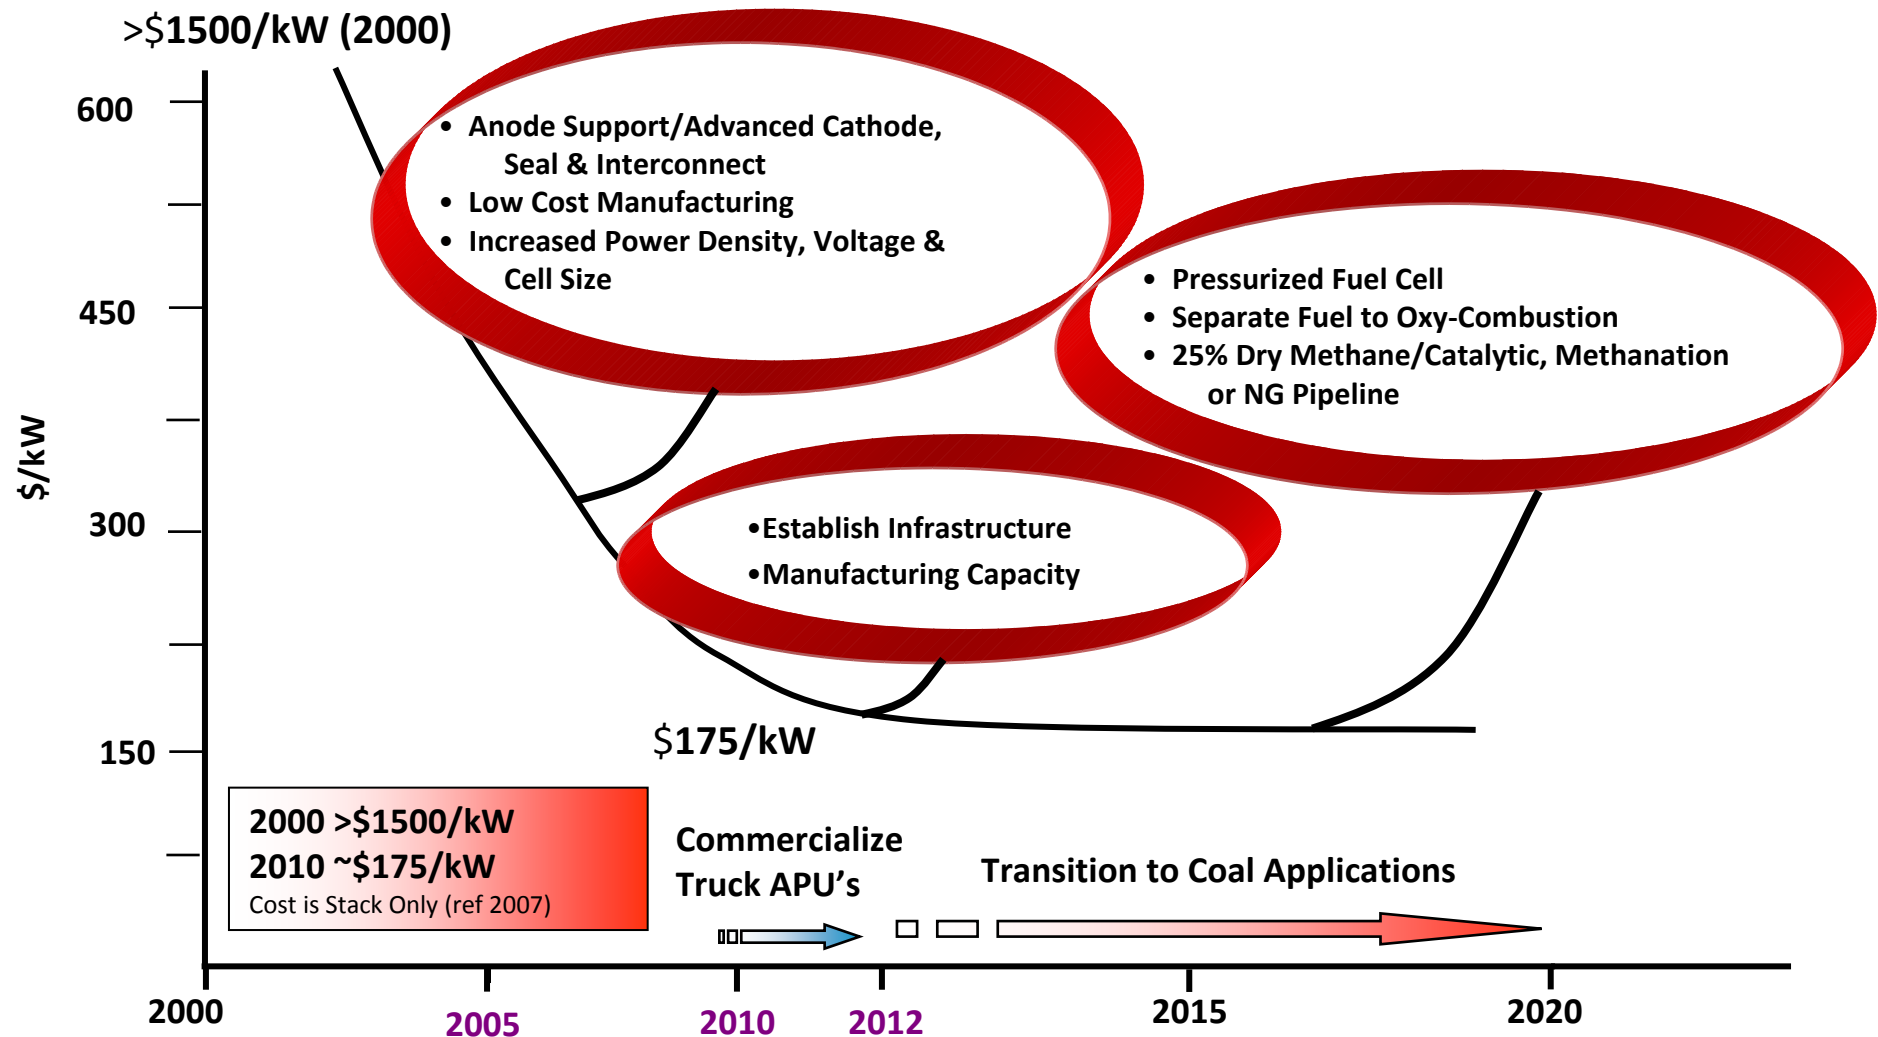 >$1500/kW (2000)
600
450
300
150
$/kW
• Anode Support/Advanced Cathode,
Seal & Interconnect
• Low Cost Manufacturing
• Increased Power Density, Voltage &
Cell Size
• Pressurized Fuel Cell
• Separate Fuel to Oxy-Combustion
• 25% Dry Methane/Catalytic, Methanation
or NG Pipeline
•Establish Infrastructure
•Manufacturing Capacity
$175/kW
2000 >$1500/kW
2010 ~$175/kW
Cost is Stack Only (ref 2007)
Commercialize
Truck APU’s
Transition to Coal Applications
2000
2005
2010
2012
2015
2020